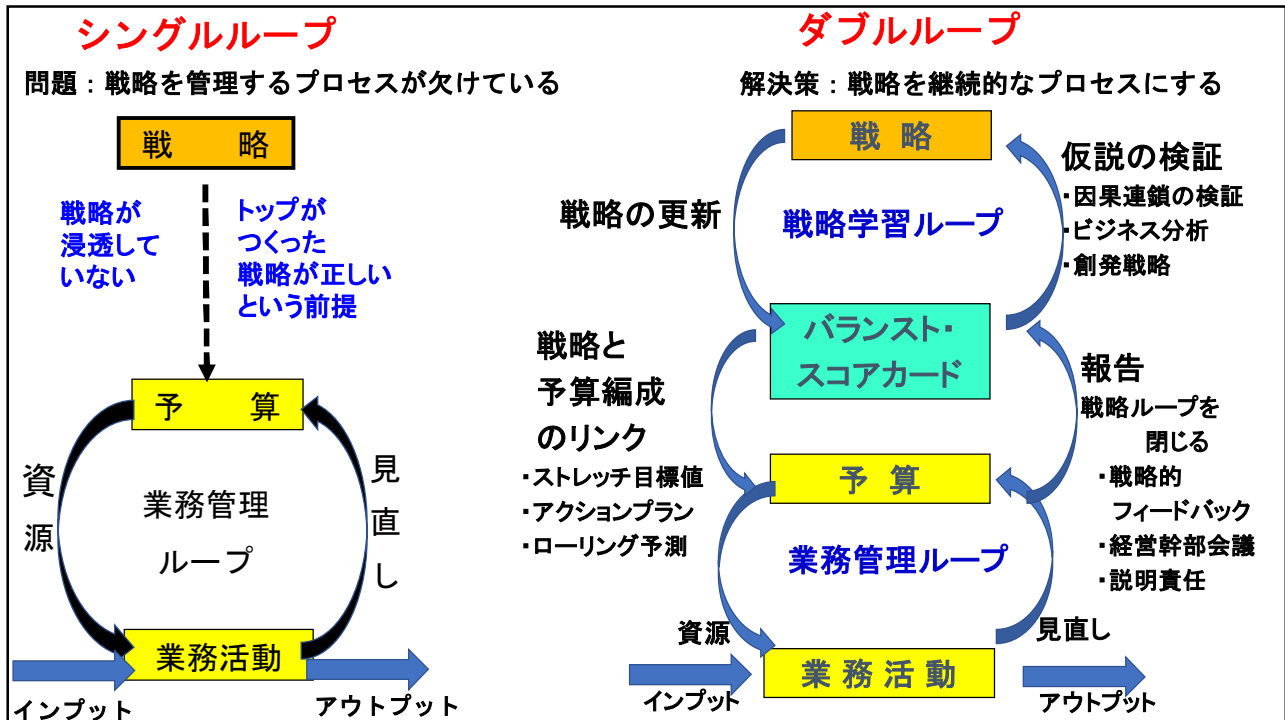 シングルループ
問題：戦略を管理するプロセスが欠けている
戦　略
戦略が
浸透して
いない
トップが
つくった
戦略が正しい
という前提
予　算
資源
業務管理
ループ
見直し
業務活動
インプット
アウトプット
ダブルループ
解決策：戦略を継続的なプロセスにする
戦 略
戦略の更新
戦略学習ループ
仮説の検証
・因果連鎖の検証
・ビジネス分析
・創発戦略
バランスト・
スコアカード
戦略と
予算編成
のリンク
・ストレッチ目標値
・アクションプラン
・ローリング予測
報告
戦略ループを
閉じる
・戦略的
フィードバック
・経営幹部会議
・説明責任
予 算
業務管理ループ
資源
見直し
業 務 活 動
インプット
アウトプット